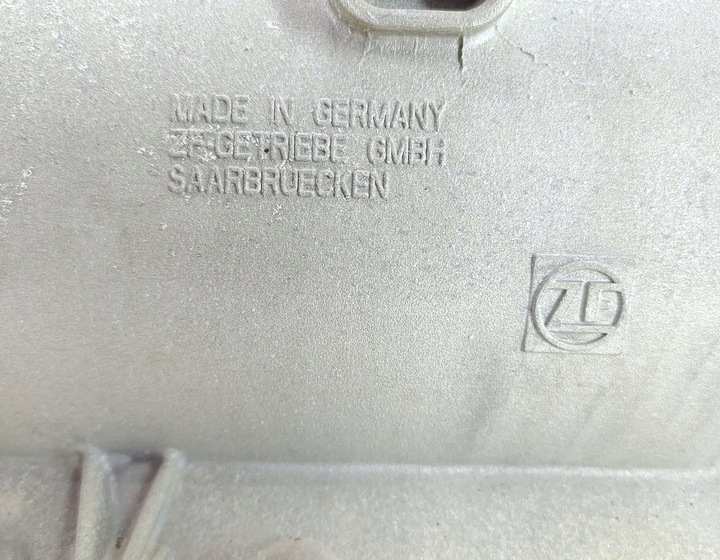 MADE IN GERMANY
ZF-GETRIEBE GMBH
SAARBRUECKEN
ZF